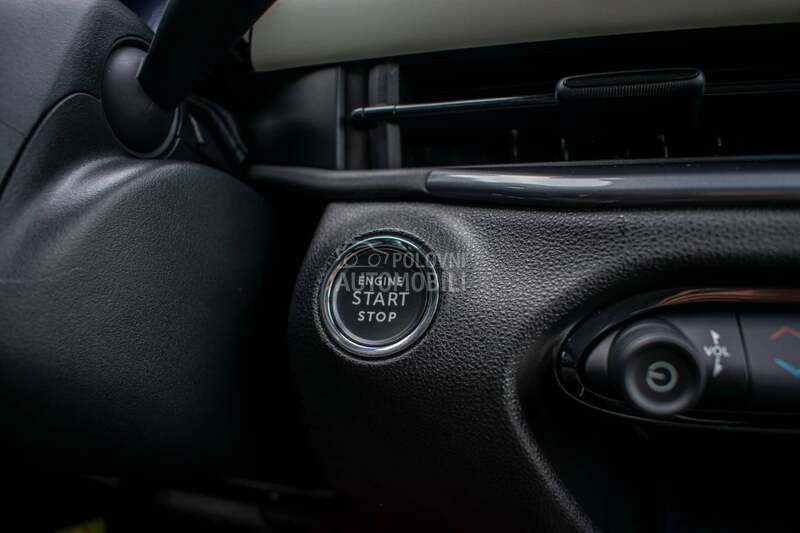 POLOVNI
AUTOMOBILI
ENGINE
START
STOP
VOL